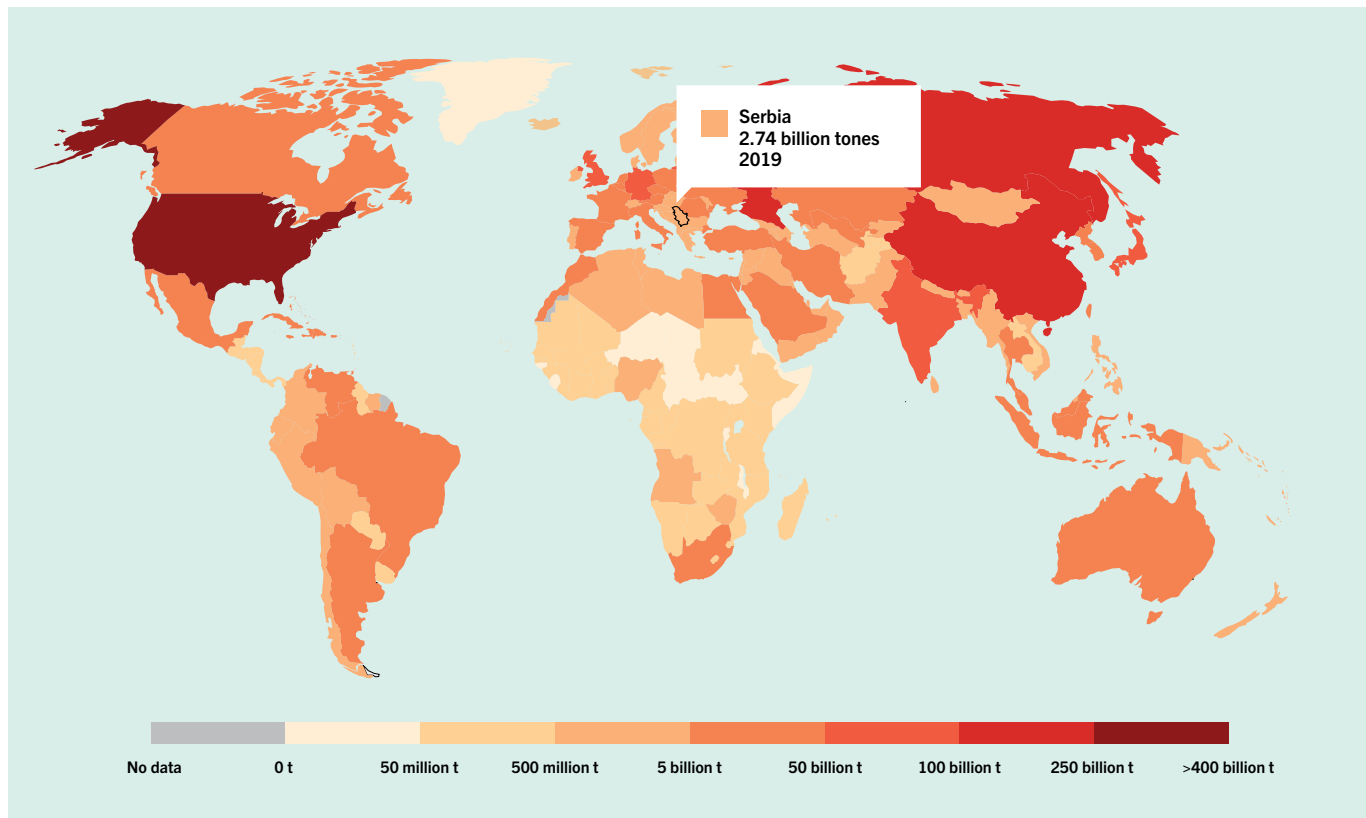 Serbia
2.74 billion tones
2019
No data 0 t 50 million t 500 million t 5 billion t 50 billion t 100 billion t 250 billion t >400 billion t